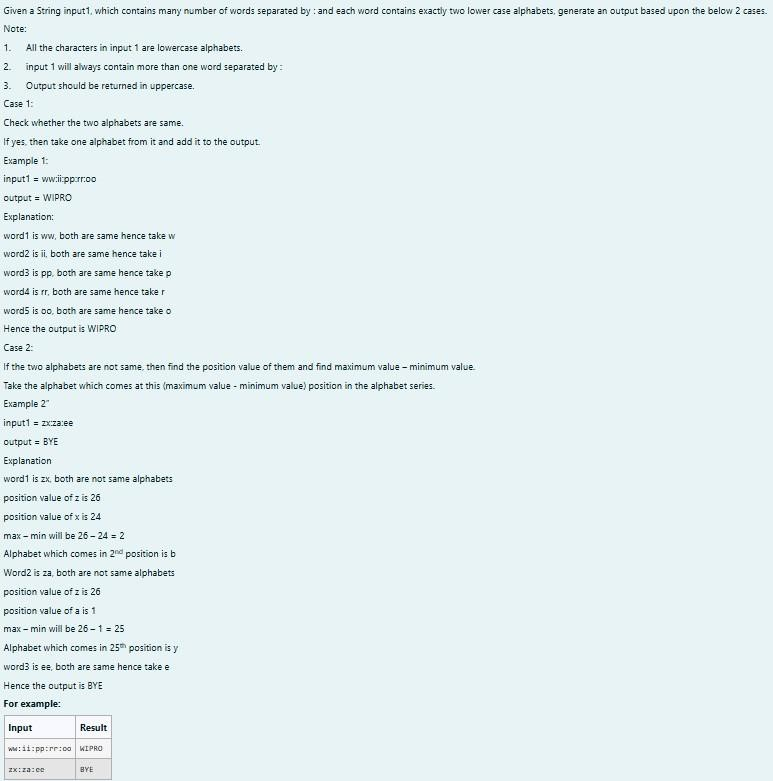 Given a String input1, which contains many number of words separated by : and each word contains exactly two lower case alphabets, generate an output based upon the below 2 cases.
Note:
1. All the characters in input 1 are lowercase alphabets.
2. input 1 will always contain more than one word separated by :
3. Output should be returned in uppercase.
Case 1:
Check whether the two alphabets are same.
If yes, then take one alphabet from it and add it to the output.
Example 1:
input1 = ww:ii:pp:rr:oo
output = WIPRO
Explanation:
word1 is ww, both are same hence take w
word2 is ii, both are same hence take i
word3 is pp, both are same hence take p
word4 is rr, both are same hence take r
word5 is oo, both are same hence take o
Hence the output is WIPRO
Case 2:
If the two alphabets are not same, then find the position value of them and find maximum value – minimum value.
Take the alphabet which comes at this (maximum value - minimum value) position in the alphabet series.
Example 2"
input1 = zx:za:ee
output = BYE
Explanation
word1 is zx, both are not same alphabets
position value of z is 26
position value of x is 24
max – min will be 26 – 24 = 2
Alphabet which comes in 2nd position is b
Word2 is za, both are not same alphabets
position value of z is 26
position value of a is 1
max – min will be 26 – 1 = 25
Alphabet which comes in 25th position is y
word3 is ee, both are same hence take e
Hence the output is BYE
For example:
Input Result
ww:ii:pp:rr:oo WIPRO
zx:za:ee BYE